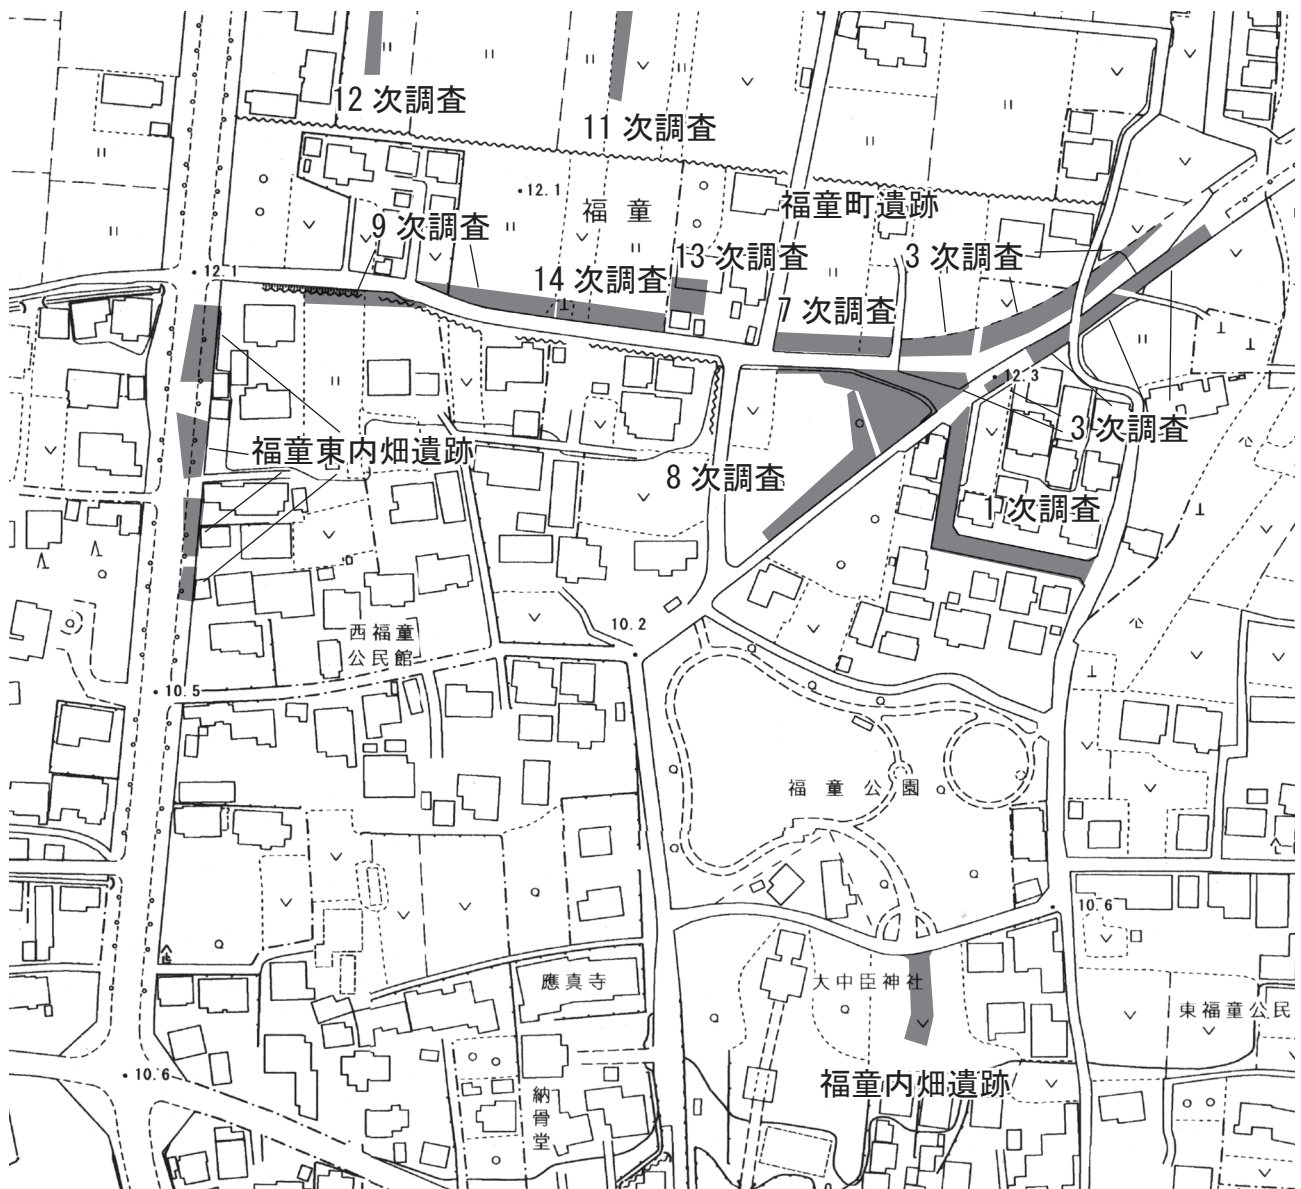 12 次調査
11 次調査
12.1
福 童
福童町遺跡
9 次調査
13 次調査
3 次調査
14 次調査
12.1
7 次調査
12.3
3 次調査
福童東内畑遺跡
8 次調査
1 次調査
10.2
西福童
公民館
10.5
福 童 公 園
10.6
應真寺
大中臣神社
東福童公民
10.6
福童内畑遺跡
納骨堂